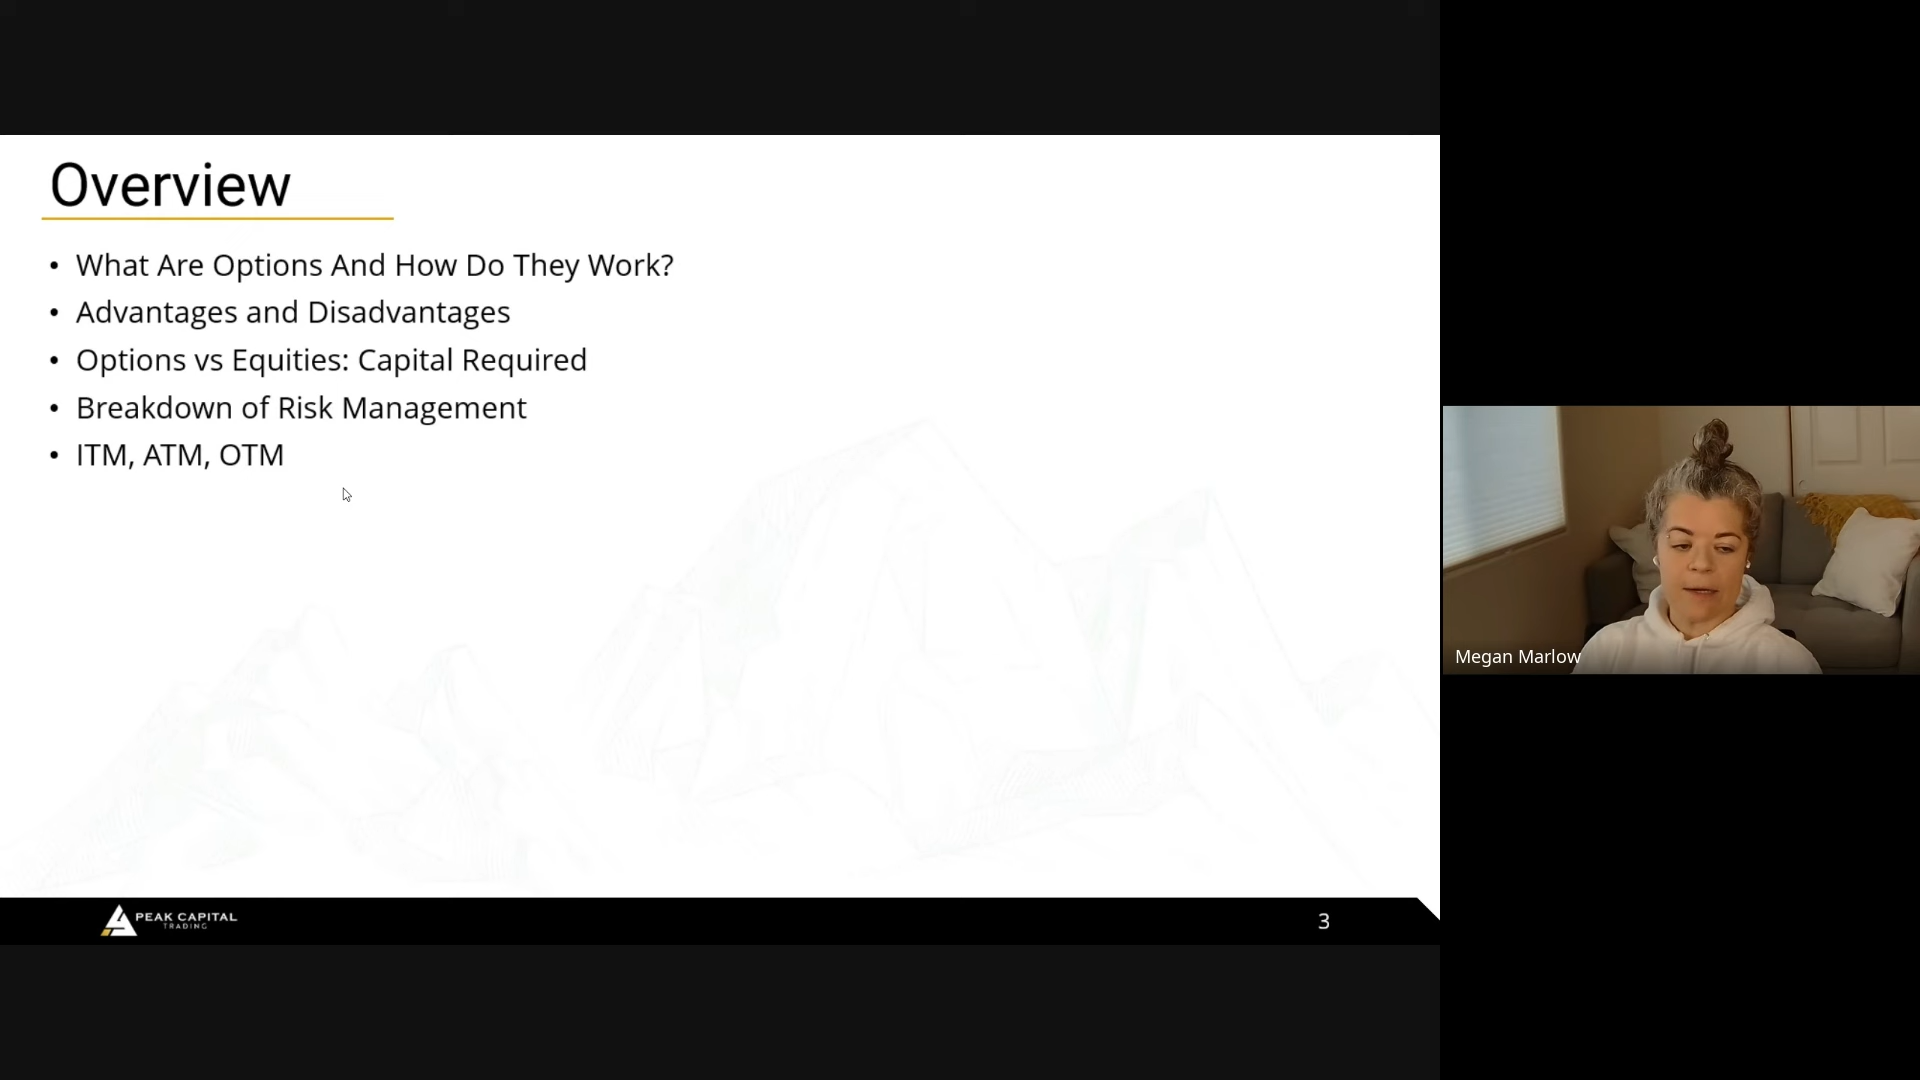 Overview
• What Are Options And How Do They Work?
• Advantages and Disadvantages
• Options vs Equities: Capital Required
• Breakdown of Risk Management
• ITM, ATM, OTM
Megan Marlow
PEAK CAPITAL
TRADING
3